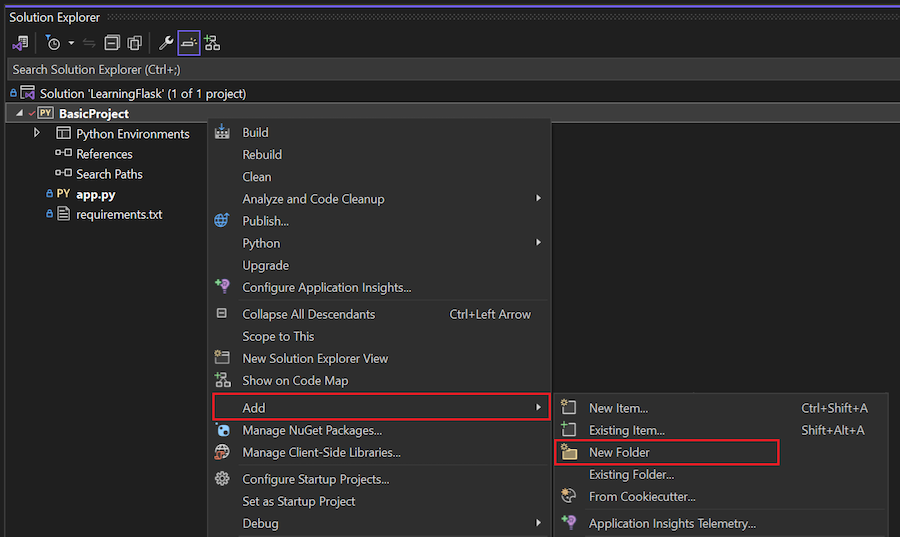 Solution Explorer
Search Solution Explorer (Ctrl+;)
Solution 'LearningFlask' (1 of 1 project)
PY BasicProject
Python Environments
References
Search Paths
PY app.py
requirements.txt
Build
Rebuild
Clean
Analyze and Code Cleanup
Publish...
Python
Upgrade
Configure Application Insights...
Collapse All Descendants Ctrl+Left Arrow
Scope to This
New Solution Explorer View
Show on Code Map
Add
Manage NuGet Packages...
Manage Client-Side Libraries...
Configure Startup Projects...
Set as Startup Project
Debug
New Item... Ctrl+Shift+A
Existing Item... Shift+Alt+A
New Folder
Existing Folder...
From Cookiecutter...
Application Insights Telemetry...